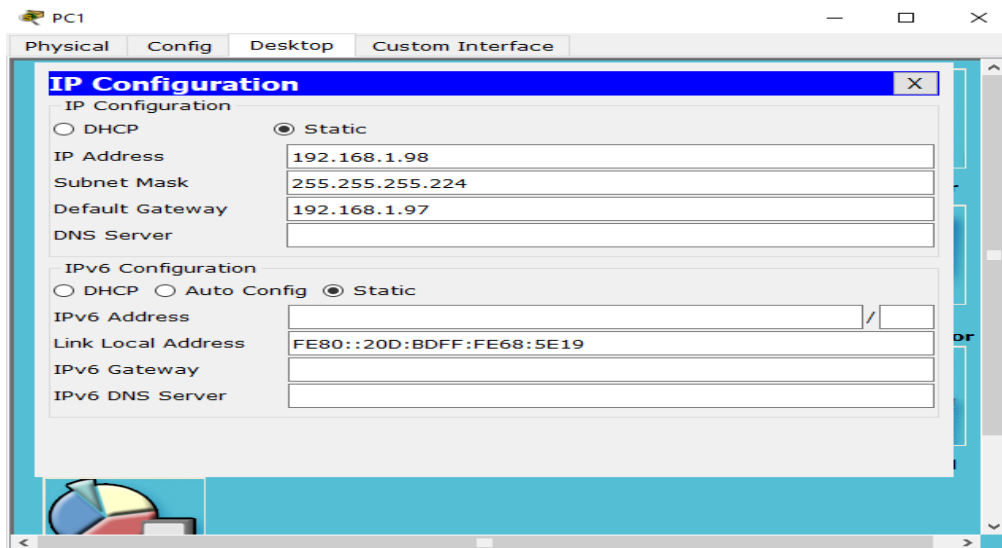 PC1
Physical Config Desktop Custom Interface
IP Configuration X
IP Configuration
DHCP Static
IP Address 192.168.1.98
Subnet Mask 255.255.255.224
Default Gateway 192.168.1.97
DNS Server
IPv6 Configuration
DHCP Auto Config Static
IPv6 Address /
Link Local Address FE80::20D:BDFF:FE68:5E19
IPv6 Gateway
IPv6 DNS Server
or